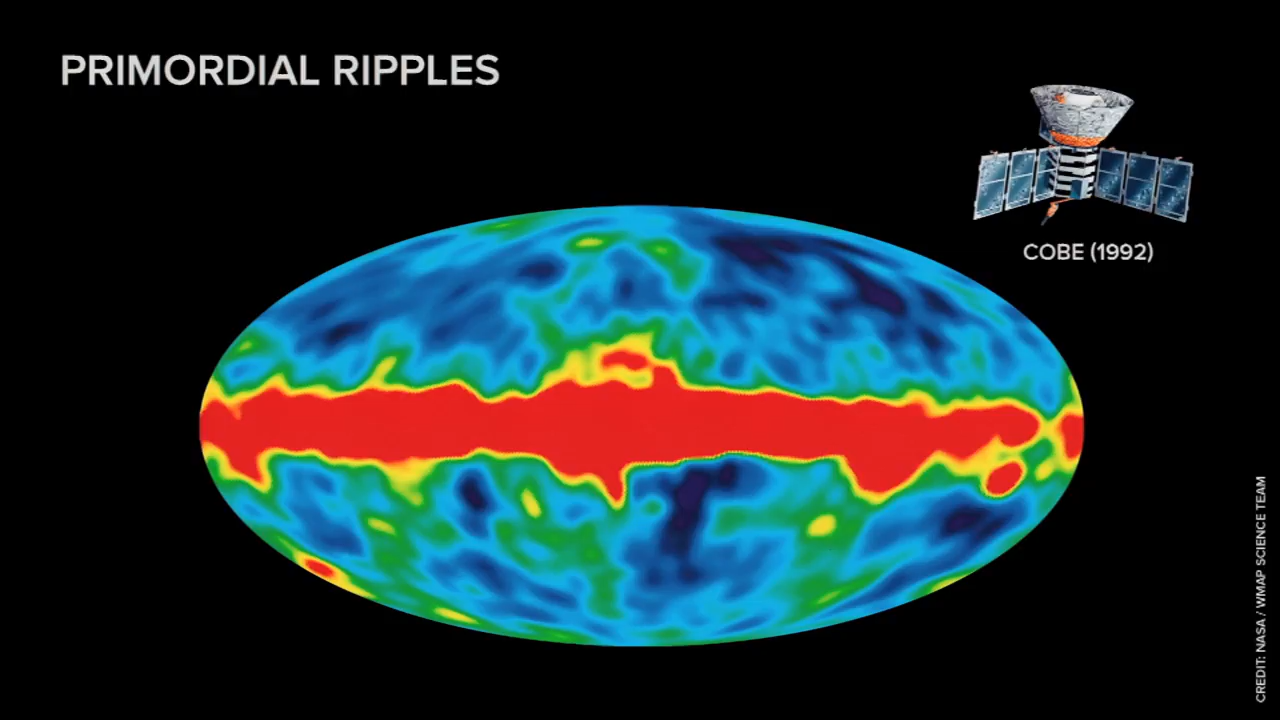 PRIMORDIAL RIPPLES
COBE (1992)
CREDIT: NASA / WMAP SCIENCE TEAM